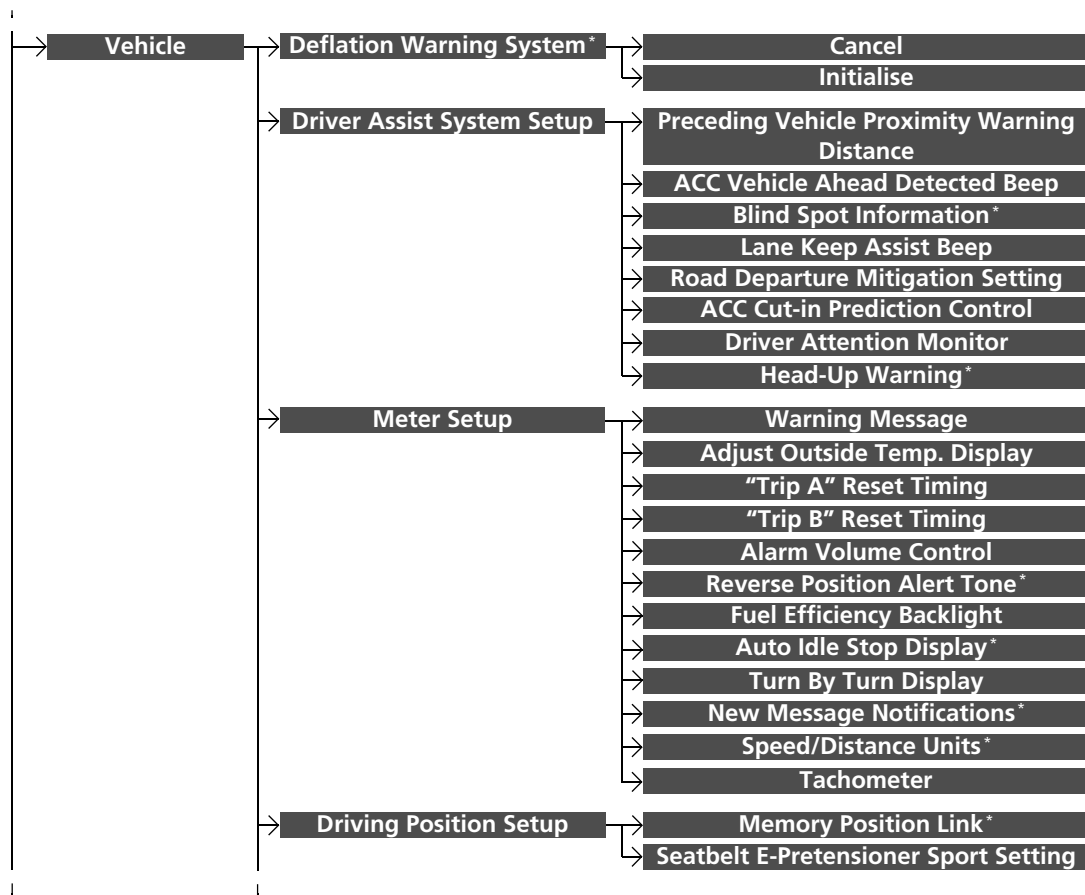 Vehicle
Deflation Warning System*
Cancel
Initialise
Driver Assist System Setup
Preceding Vehicle Proximity Warning
Distance
ACC Vehicle Ahead Detected Beep
Blind Spot Information*
Lane Keep Assist Beep
Road Departure Mitigation Setting
ACC Cut-in Prediction Control
Driver Attention Monitor
Head-Up Warning*
Meter Setup
Warning Message
Adjust Outside Temp. Display
“Trip A” Reset Timing
“Trip B” Reset Timing
Alarm Volume Control
Reverse Position Alert Tone*
Fuel Efficiency Backlight
Auto Idle Stop Display*
Turn By Turn Display
New Message Notifications*
Speed/Distance Units*
Tachometer
Driving Position Setup
Memory Position Link*
Seatbelt E-Pretensioner Sport Setting